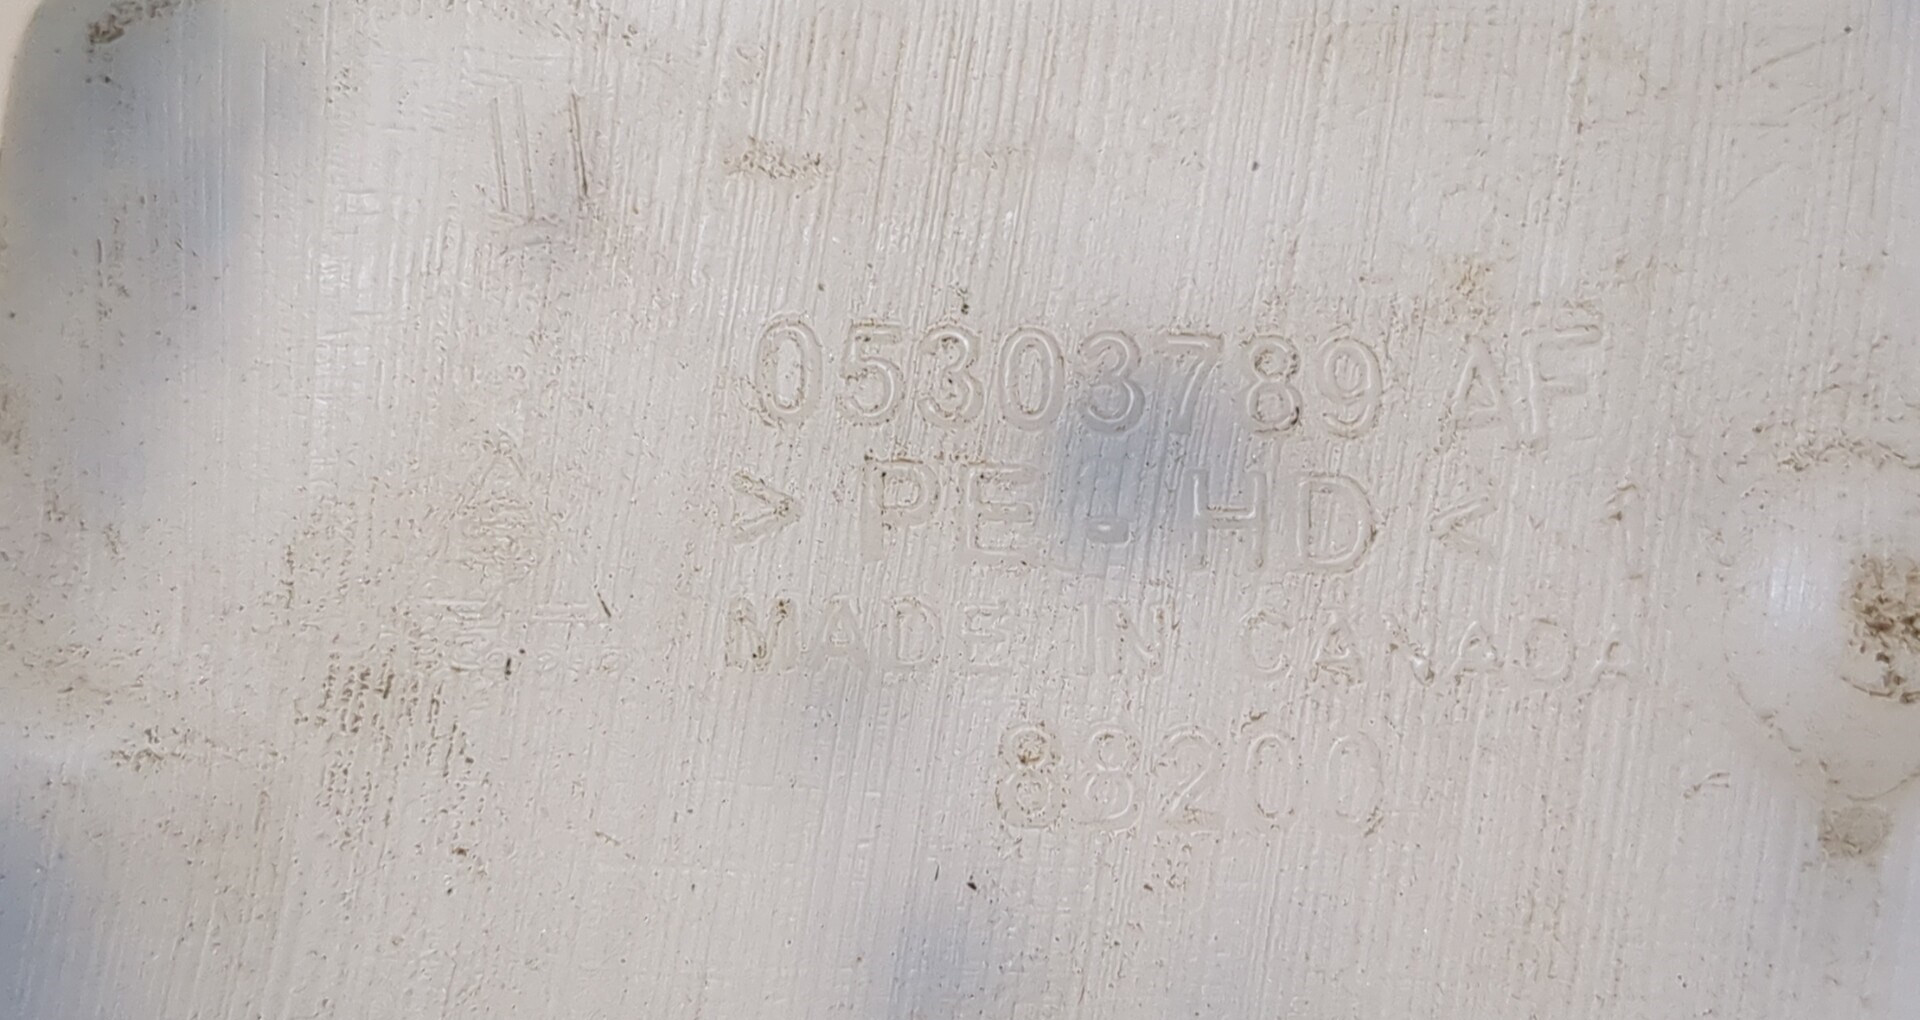 05303789 AF
> PE-HD <
MADE IN CANADA
88200